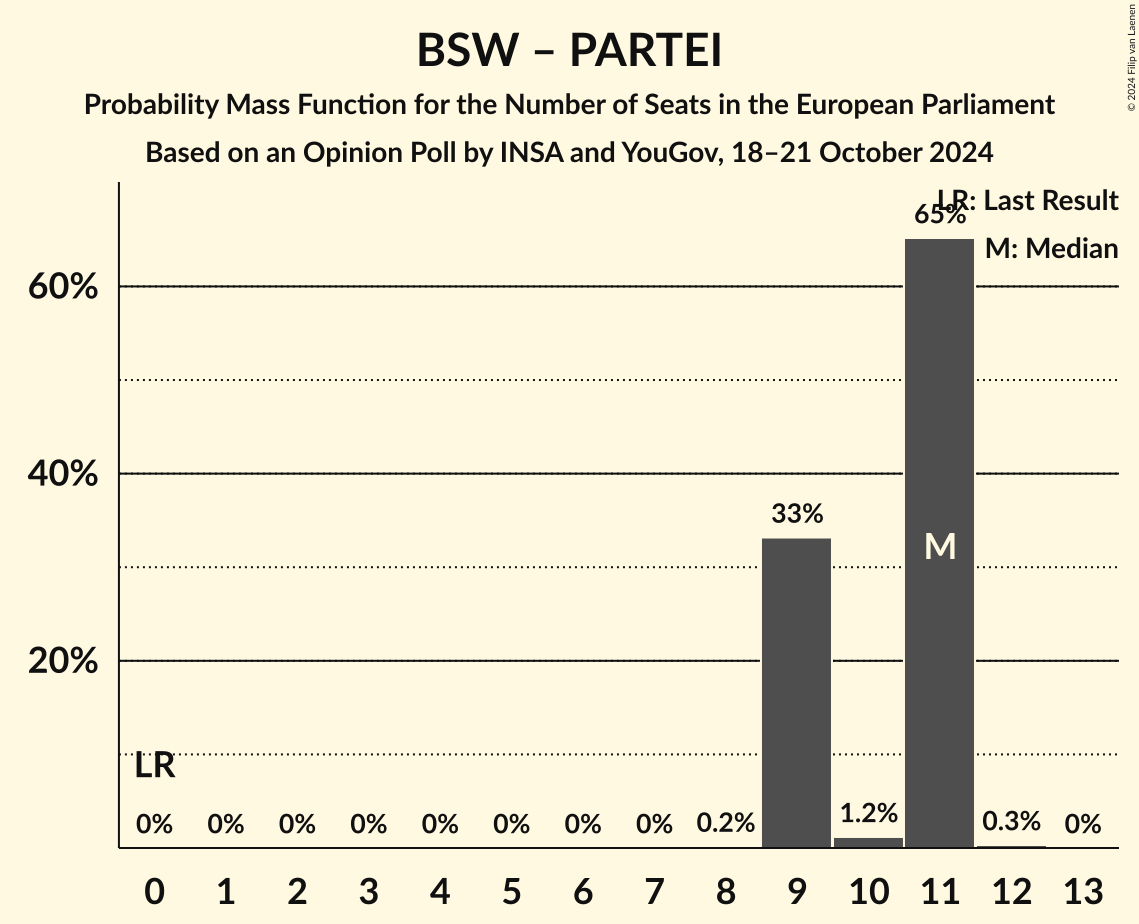 BSW – PARTEI
Probability Mass Function for the Number of Seats in the European Parliament
Based on an Opinion Poll by INSA and YouGov, 18–21 October 2024
© 2024 Filip van Laenen
LR: Last Result
M: Median
65%
60%
40%
33%
M
20%
LR
0% 0% 0% 0% 0% 0% 0% 0% 0.2% 1.2% 0.3% 0%
0 1 2 3 4 5 6 7 8 9 10 11 12 13